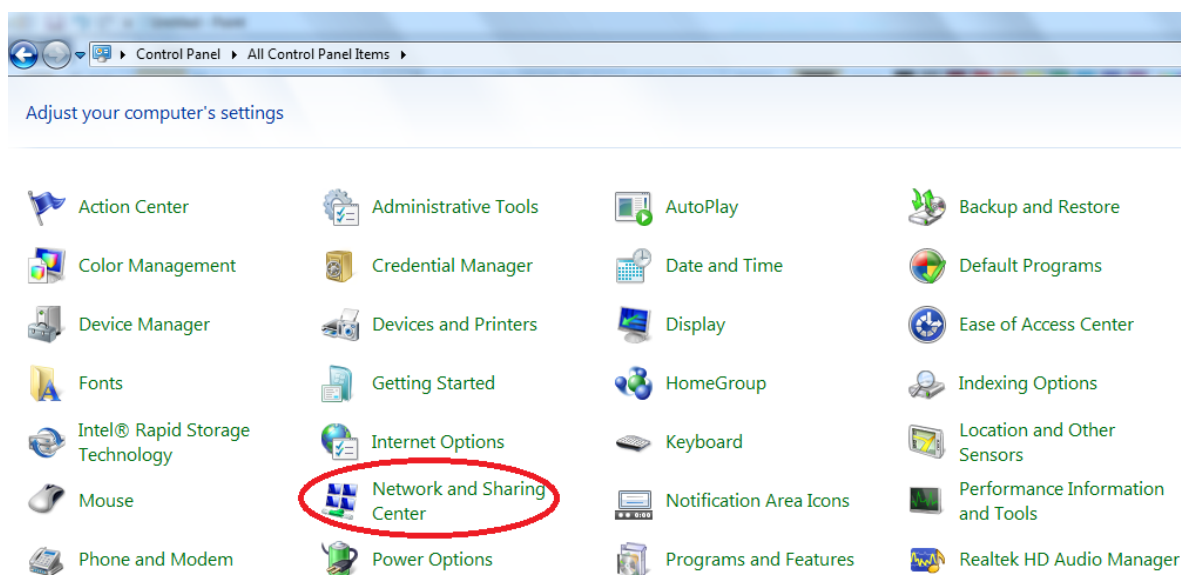 Control Panel Al Control Panel Items
Adjust your computer's settings
Action Center
Administrative Tools
AutoPlay
Backup and Restore
Color Management
Credential Manager
Date and Time
Default Programs
Device Manager
Devices and Printers
Display
Ease of Access Center
Fonts
Getting Started
HomeGroup
Indexing Options
Intel® Rapid Storage
Technology
Internet Options
Keyboard
Location and Other
Sensors
Mouse
Network and Sharing
Center
Notification Area Icons
Performance Information
and Tools
Phone and Modem
Power Options
Programs and Features
Realtek HD Audio Manager